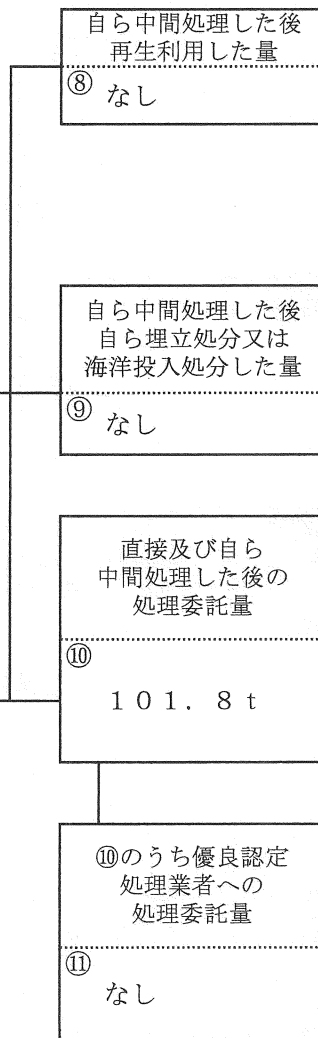 自ら中間処理した後
再生利用した量
⑧ なし
自ら中間処理した後
自ら埋立処分又は
海洋投入処分した量
⑨ なし
直接及び自ら
中間処理した後の
処理委託量
⑩
１０１．８ｔ
⑩のうち優良認定
処理業者への
処理委託量
⑪
なし